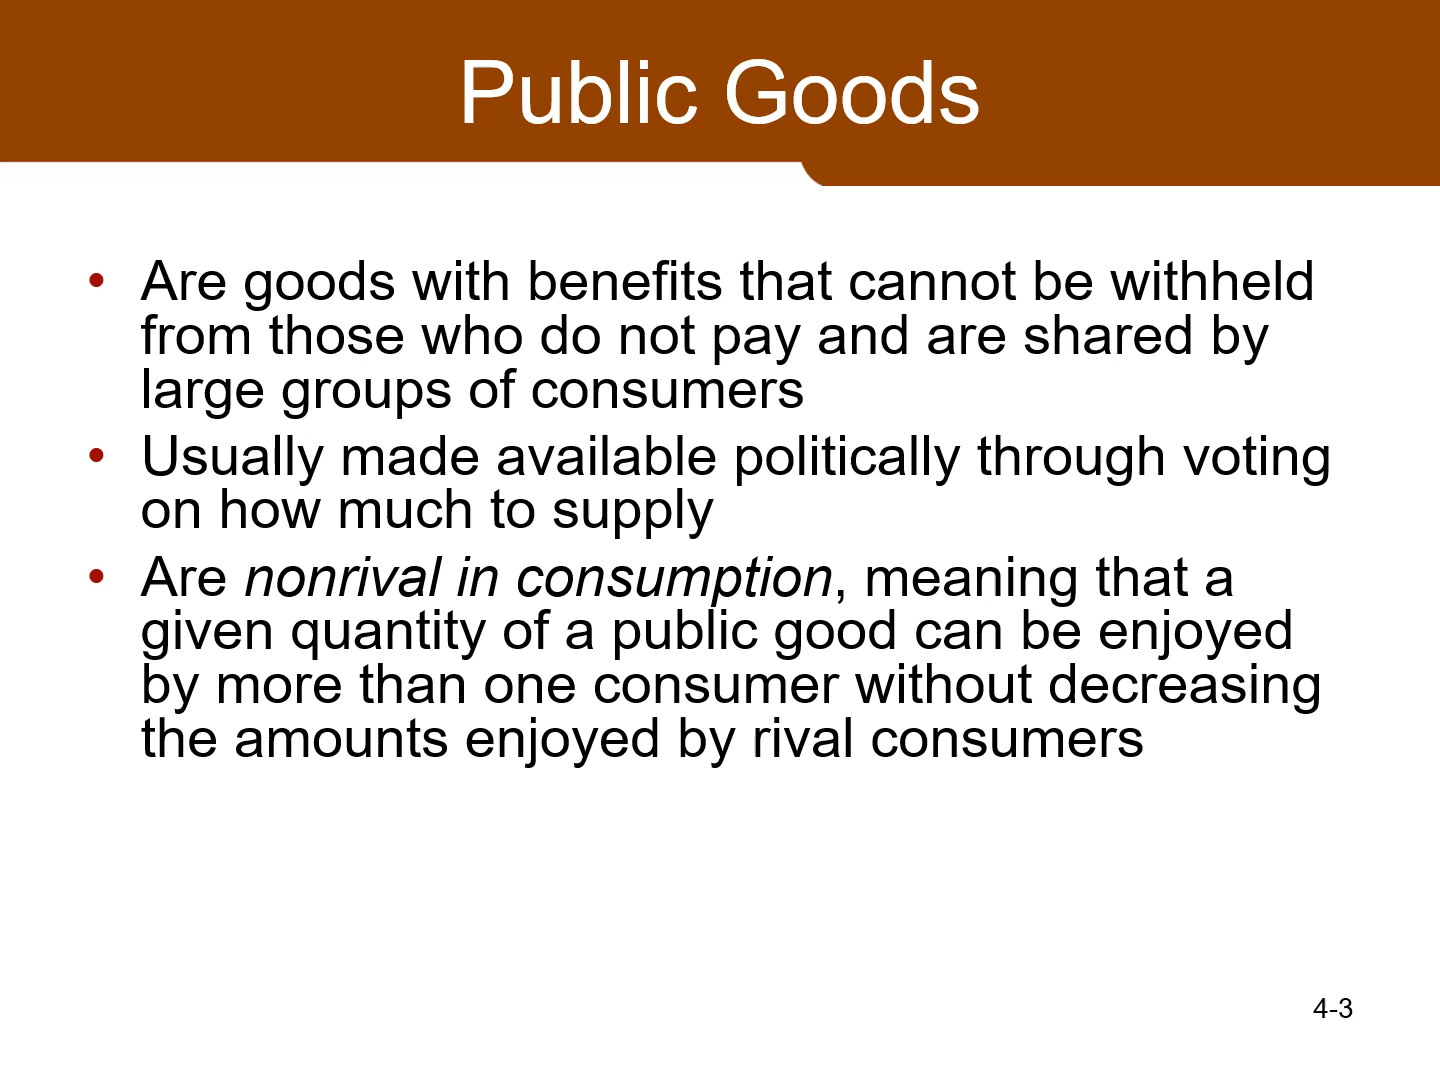 Public Goods
• Are goods with benefits that cannot be withheld
from those who do not pay and are shared by
large groups of consumers
• Usually made available politically through voting
on how much to supply
• Are nonrival in consumption, meaning that a
given quantity of a public good can be enjoyed
by more than one consumer without decreasing
the amounts enjoyed by rival consumers
4-3